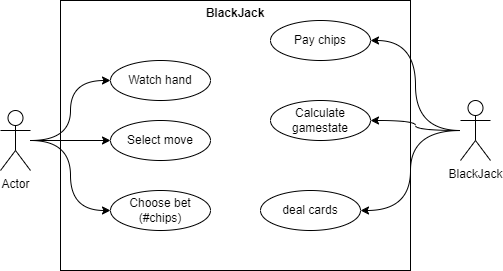 BlackJack
Pay chips
Watch hand
Calculate
gamestate
Select move
BlackJack
Actor
Choose bet
(#chips)
deal cards